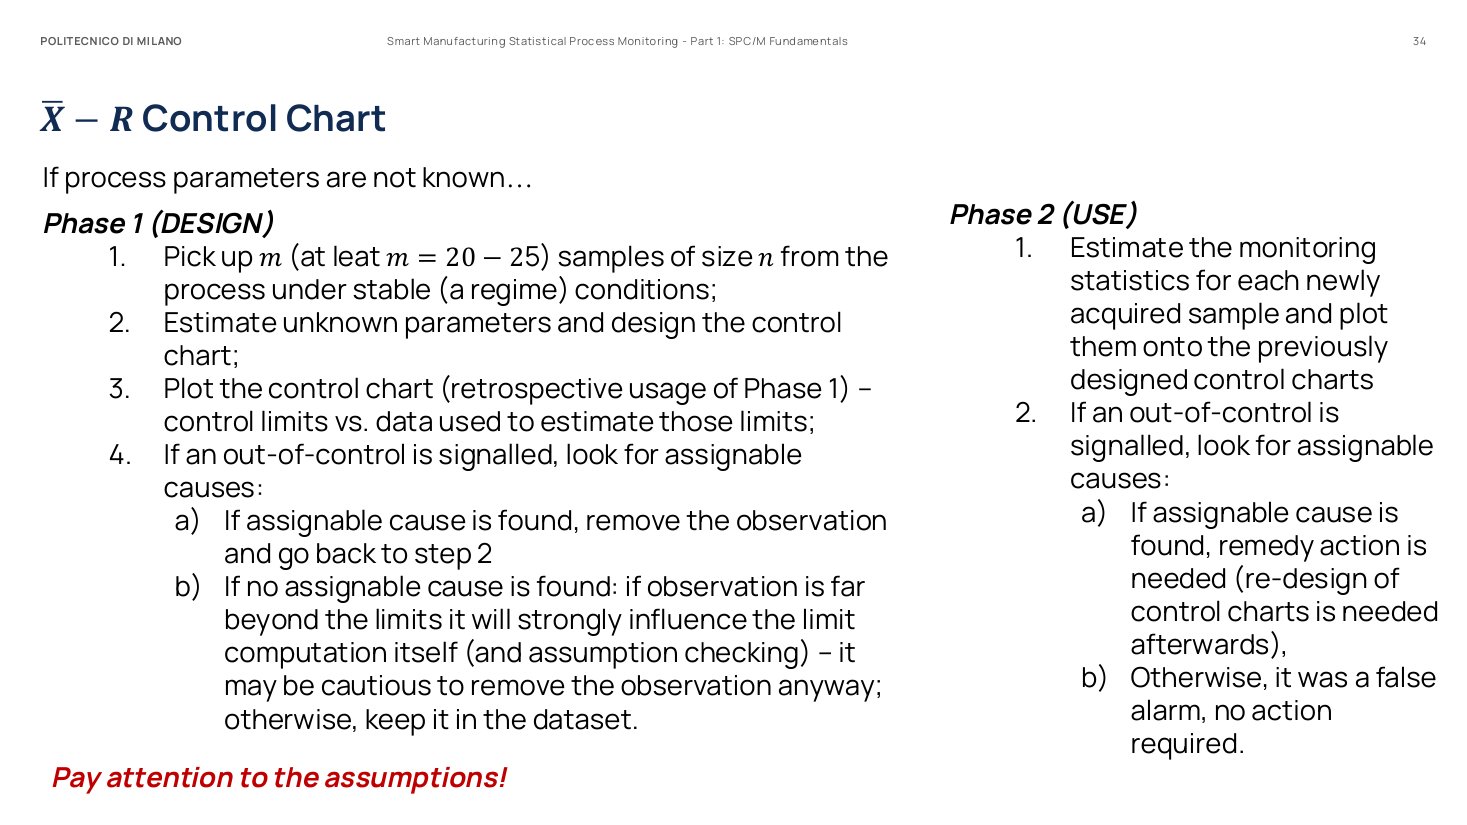 POLITECNICO DI MILANO
Smart Manufacturing Statistical Process Monitoring - Part 1: SPC/M Fundamentals
34
X̅ − R Control Chart
If process parameters are not known…
Phase 1 (DESIGN)
1. Pick up m (at leat m = 20 − 25) samples of size n from the
process under stable (a regime) conditions;
2. Estimate unknown parameters and design the control
chart;
3. Plot the control chart (retrospective usage of Phase 1) –
control limits vs. data used to estimate those limits;
4. If an out-of-control is signalled, look for assignable
causes:
a) If assignable cause is found, remove the observation
and go back to step 2
b) If no assignable cause is found: if observation is far
beyond the limits it will strongly influence the limit
computation itself (and assumption checking) – it
may be cautious to remove the observation anyway;
otherwise, keep it in the dataset.
Pay attention to the assumptions!
Phase 2 (USE)
1. Estimate the monitoring
statistics for each newly
acquired sample and plot
them onto the previously
designed control charts
2. If an out-of-control is
signalled, look for assignable
causes:
a) If assignable cause is
found, remedy action is
needed (re-design of
control charts is needed
afterwards),
b) Otherwise, it was a false
alarm, no action
required.